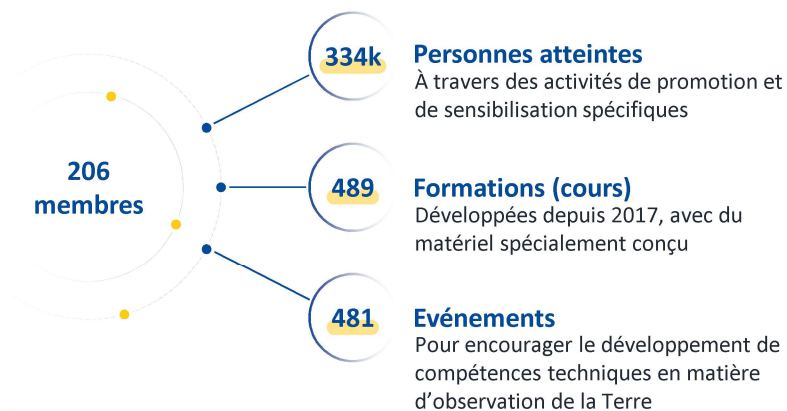 206
membres
334k
Personnes atteintes
À travers des activités de promotion et
de sensibilisation spécifiques
489
Formations (cours)
Développées depuis 2017, avec du
matériel spécialement conçu
481
Evénements
Pour encourager le développement de
compétences techniques en matière
d’observation de la Terre